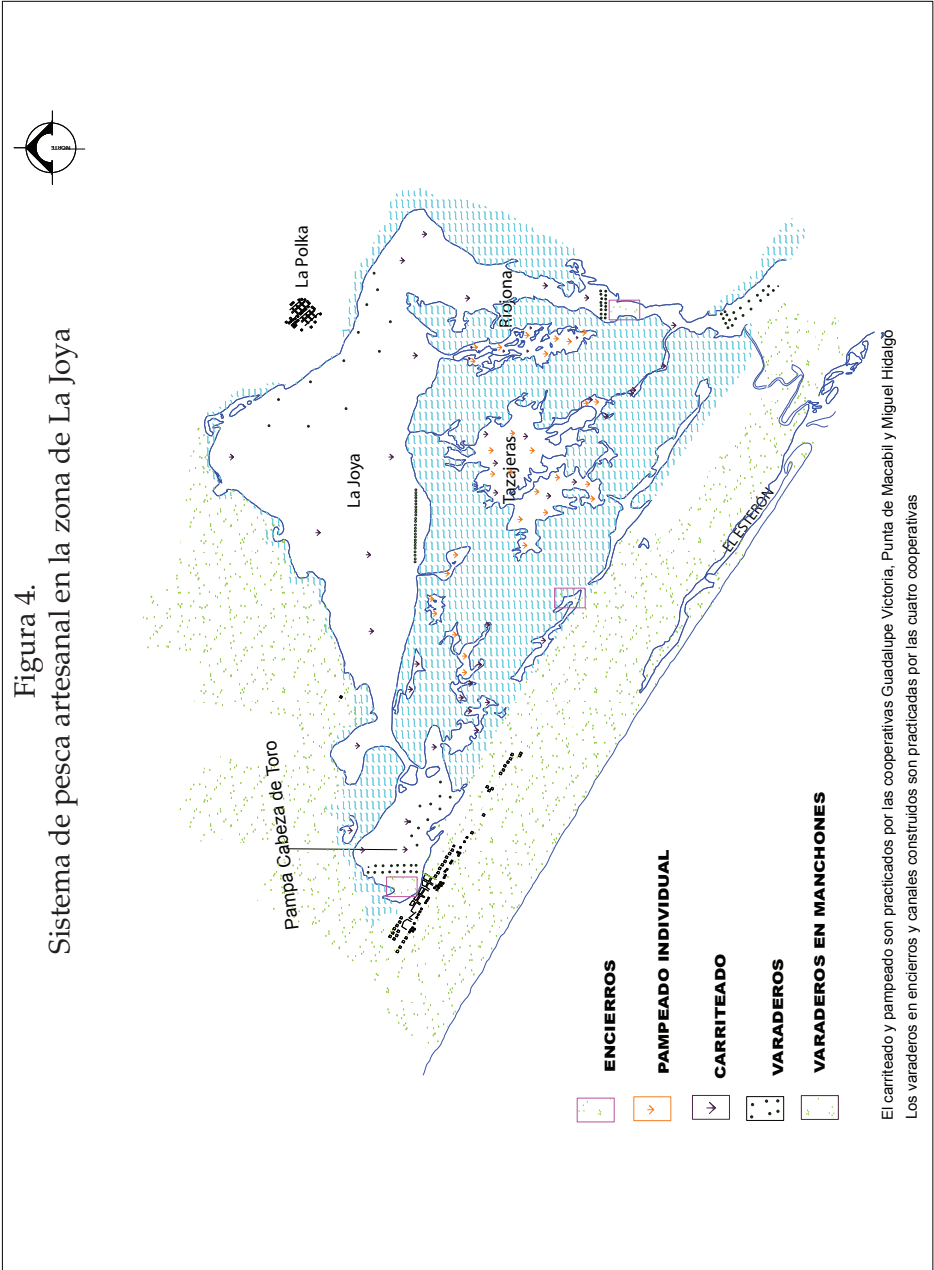 Figura 4.
Sistema de pesca artesanal en la zona de La Joya
NORTE
La Polka
La Joya
Pampa Cabeza de Toro
Riojona
Tazajeras
EL ESTERON
ENCIERROS
PAMPEADO INDIVIDUAL
CARRITEADO
VARADEROS
VARADEROS EN MANCHONES
El carriteado y pampeado son practicados por las cooperativas Guadalupe Victoria, Punta de Macabil y Miguel Hidalgo
Los varaderos en encierros y canales construidos son practicadas por las cuatro cooperativas